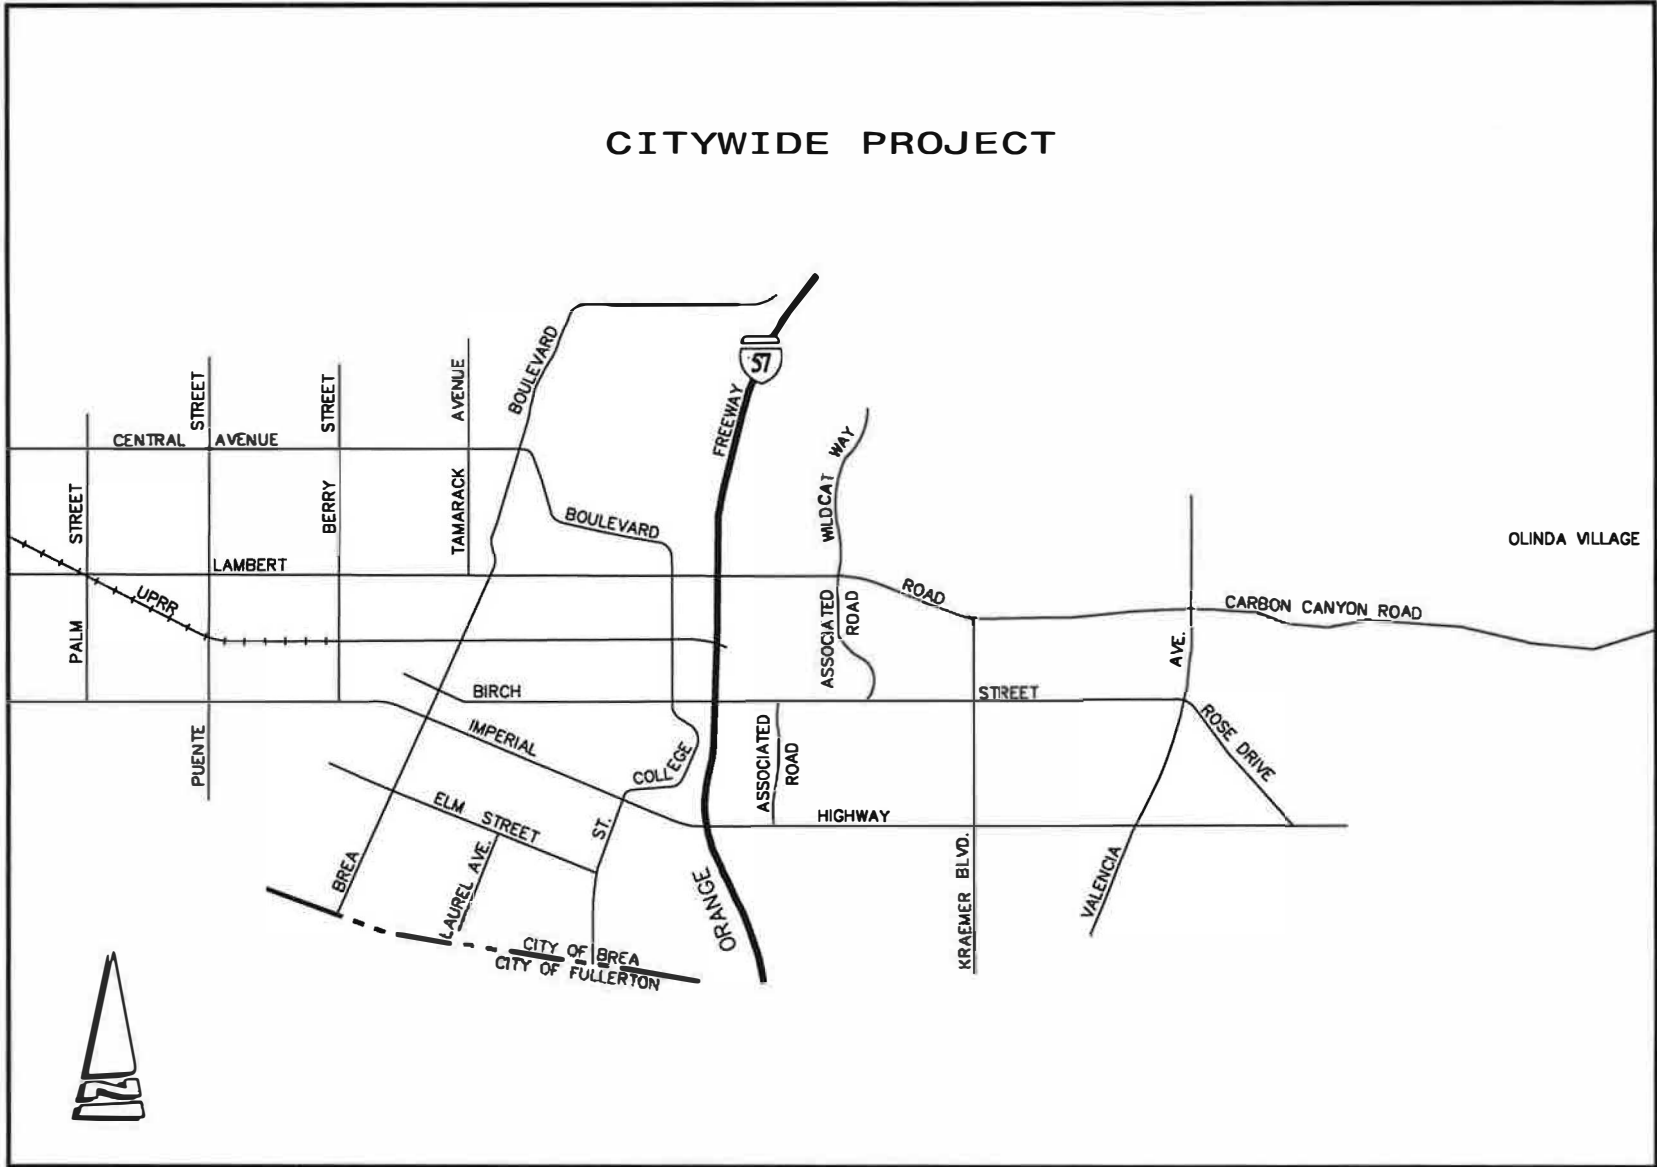 CITYWIDE PROJECT
57
BOULEVARD
FREEWAY
STREET
STREET
AVENUE
CENTRAL AVENUE
WILDCAT WAY
STREET
BERRY
TAMARACK
BOULEVARD
OLINDA VILLAGE
LAMBERT
ROAD
UPRR
ASSOCIATED
ROAD
CARBON CANYON ROAD
PALM
AVE.
BIRCH
STREET
PUENTE
IMPERIAL
COLLEGE
ASSOCIATED
ROAD
ROSE DRIVE
ELM STREET
ST.
HIGHWAY
BREA
LAUREL AVE.
ORANGE
KRAEMER BLVD.
VALENCIA
CITY OF BREA
CITY OF FULLERTON
N